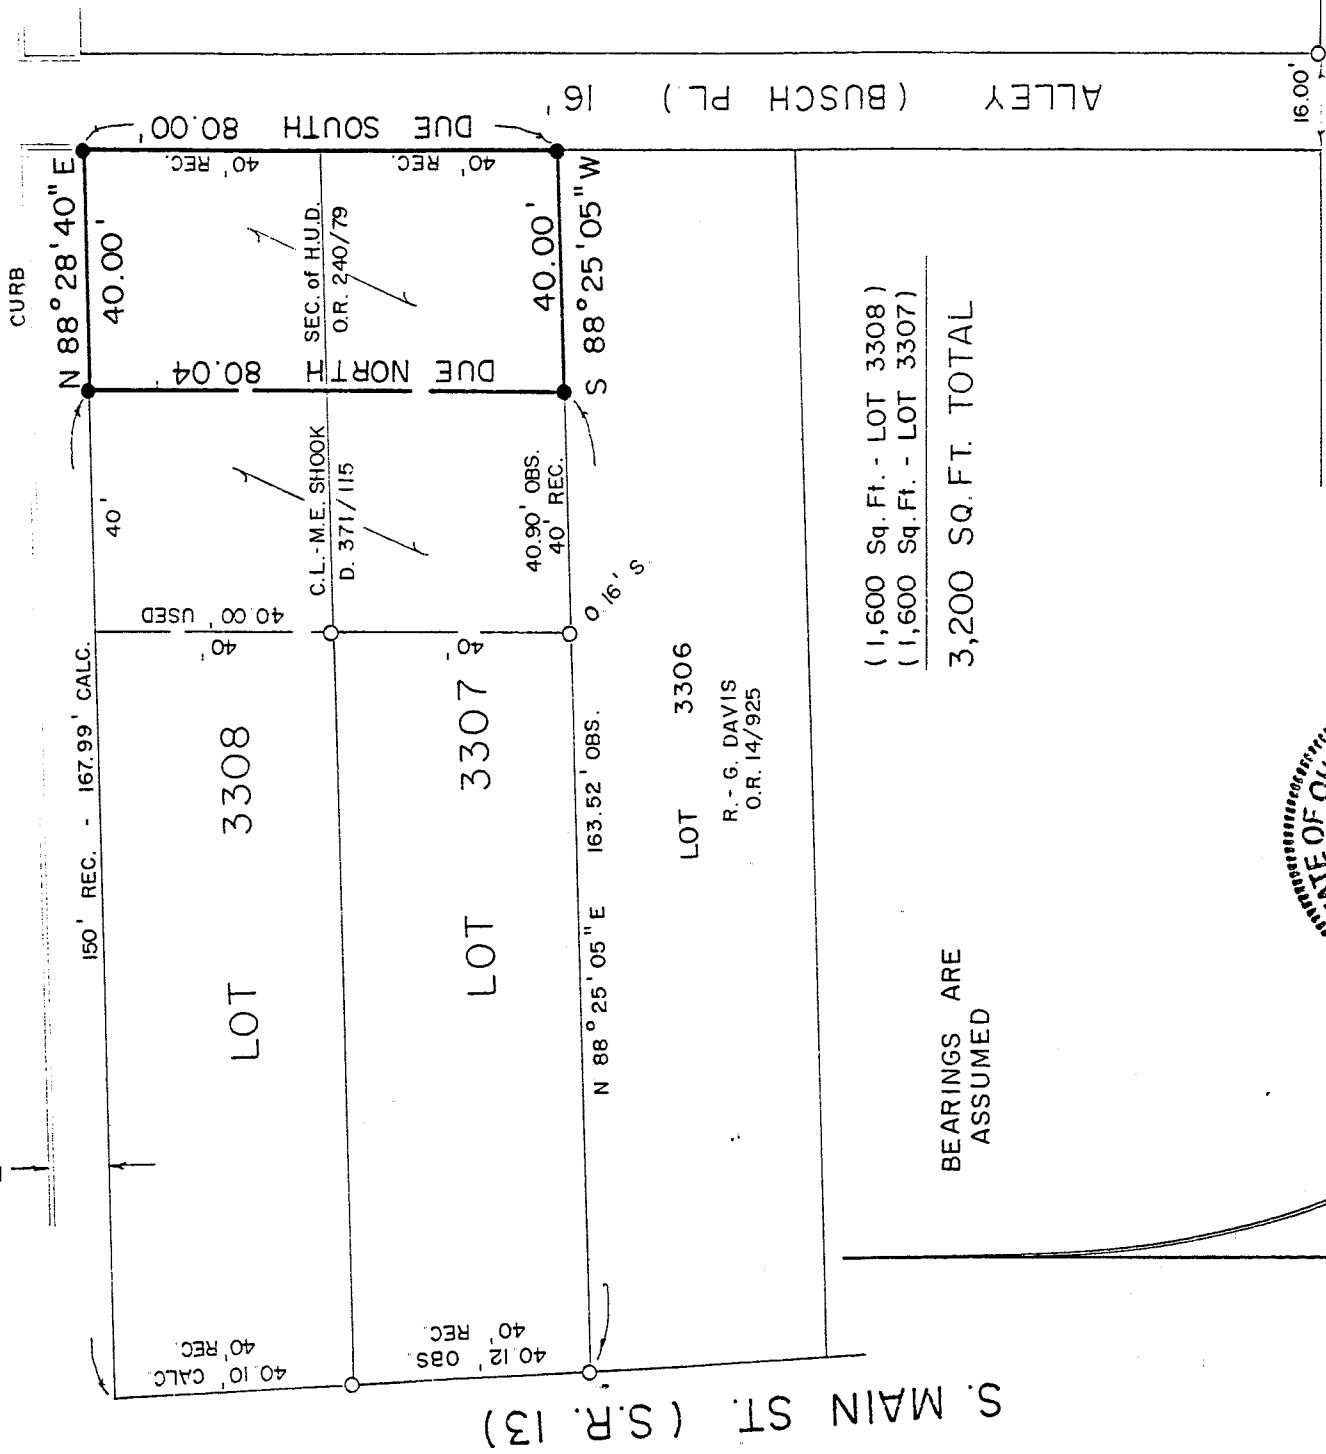 CURB
N 88° 28' 40" E
40.00'
DUE SOUTH 80.00'
40' REC.
40' REC.
ALLEY (BUSCH PL.) 16'
16.00'
SEC. of H.U.D.
O.R. 240/79
DUE NORTH 80.04'
40.00'
S 88° 25' 05" W
40'
C.L.-M.E. SHOOK
D. 371/115
40.90' OBS.
40' REC.
40.00' USED
40'
40'
0.16' S
150' REC. - 167.99' CALC.
LOT 3308
LOT 3307
N 88° 25' 05" E 163.52' OBS.
LOT 3306
R.-G. DAVIS
O.R. 14/925
40.10' CALC.
40' REC.
40.12' OBS.
40' REC.
S. MAIN ST. (S.R. 13)
(1,600 Sq. Ft. - LOT 3308)
(1,600 Sq. Ft. - LOT 3307)
3,200 SQ. FT. TOTAL
BEARINGS ARE
ASSUMED
OF